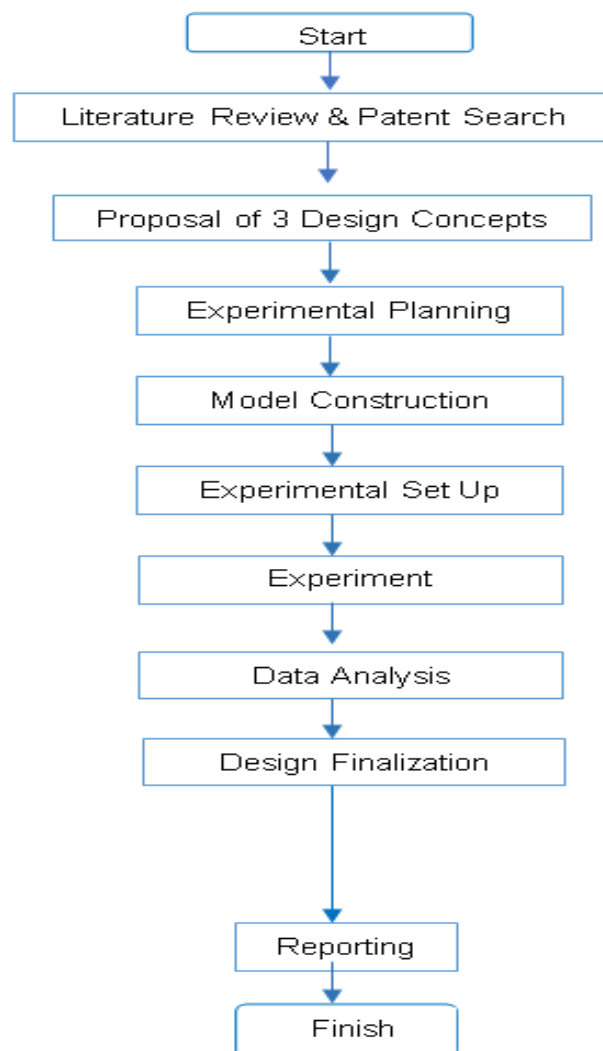 Start
Literature Review & Patent Search
Proposal of 3 Design Concepts
Experimental Planning
Model Construction
Experimental Set Up
Experiment
Data Analysis
Design Finalization
Reporting
Finish